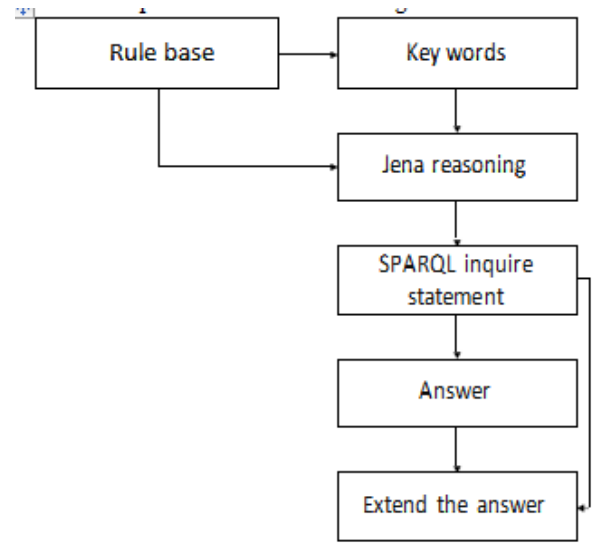 Rule base
Key words
Jena reasoning
SPARQL inquire
statement
Answer
Extend the answer